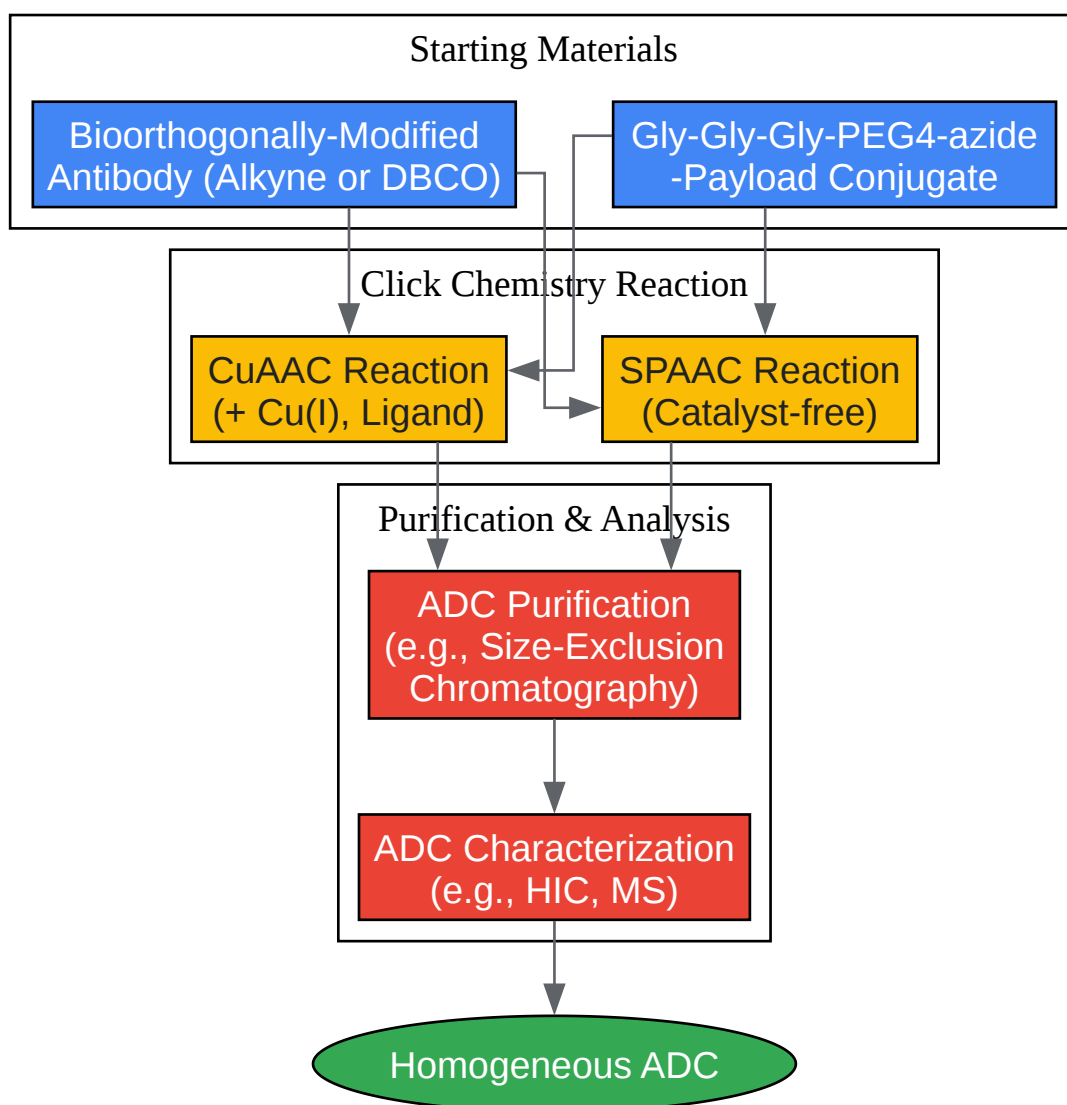 Starting Materials
Bioorthogonally-Modified
Antibody (Alkyne or DBCO)
Gly-Gly-Gly-PEG4-azide
-Payload Conjugate
Click Chemistry Reaction
CuAAC Reaction
(+ Cu(I), Ligand)
SPAAC Reaction
(Catalyst-free)
Purification & Analysis
ADC Purification
(e.g., Size-Exclusion
Chromatography)
ADC Characterization
(e.g., HIC, MS)
Homogeneous ADC